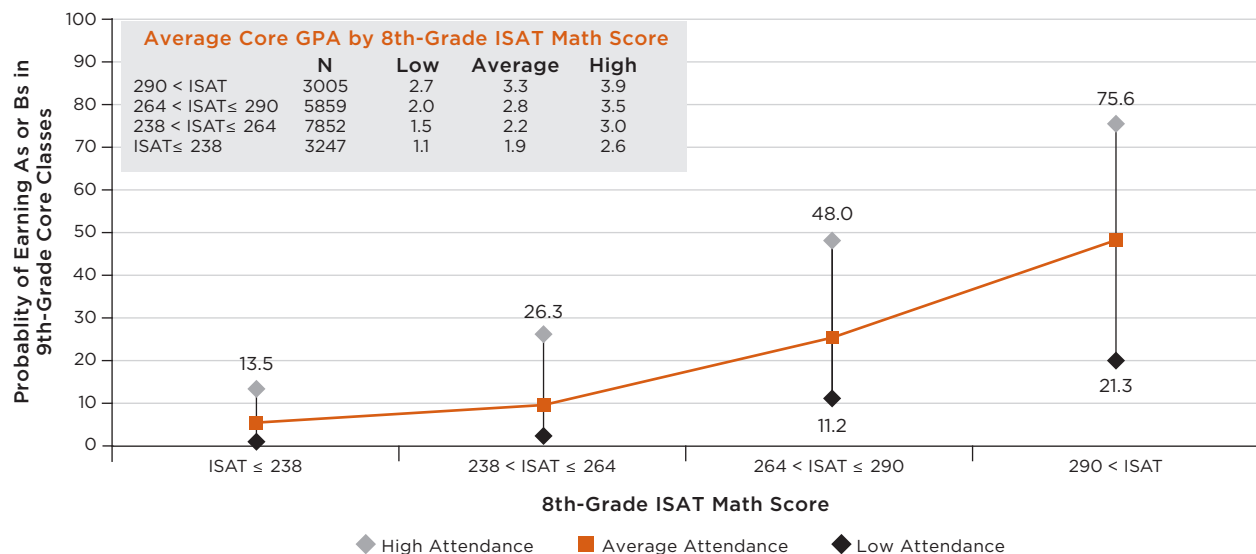 Average Core GPA by 8th-Grade ISAT Math Score
N Low Average High
290 < ISAT 3005 2.7 3.3 3.9
264 < ISAT≤ 290 5859 2.0 2.8 3.5
238 < ISAT≤ 264 7852 1.5 2.2 3.0
ISAT≤ 238 3247 1.1 1.9 2.6
Probablity of Earning As or Bs in
9th-Grade Core Classes
100
90
80
70
60
50
40
30
20
10
0
13.5
26.3
48.0
11.2
75.6
21.3
ISAT ≤ 238 238 < ISAT ≤ 264 264 < ISAT ≤ 290 290 < ISAT
8th-Grade ISAT Math Score
High Attendance Average Attendance Low Attendance